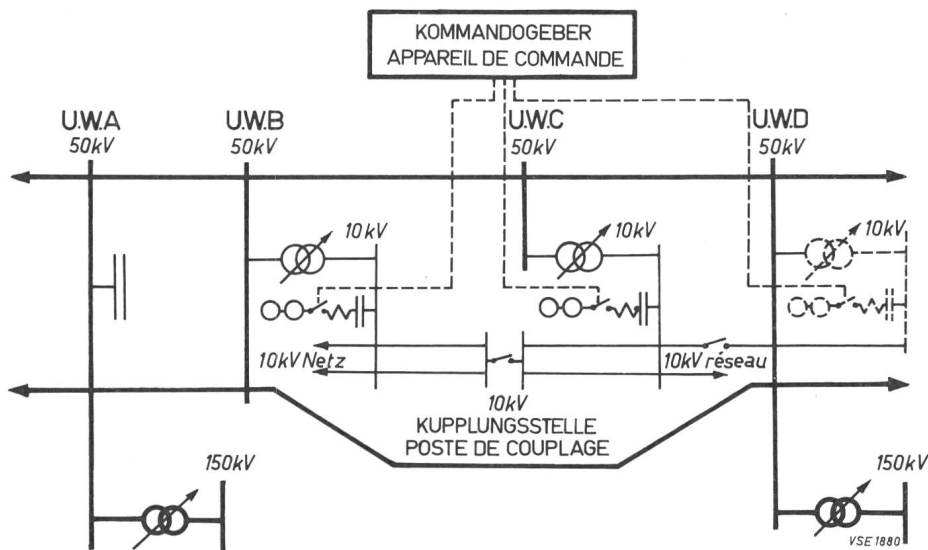 KOMMANDOGEBER
APPAREIL DE COMMANDE
U.W.A
50kV
U.W.B
50kV
U.W.C
50kV
U.W.D
50kV
10kV
10kV
10kV
10kV Netz
10kV réseau
10kV
KUPPLUNGSSTELLE
POSTE DE COUPLAGE
150kV
150kV
VSE 1880